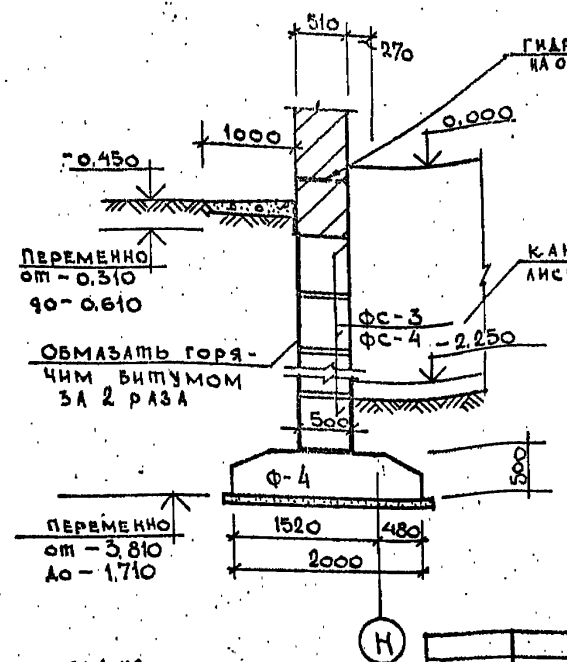 510
270
ГИДР
НА О
1000
0,000
-0,450
ПЕРЕМЕННО
от -0,310
до -0,610
КАН
ЛИС
ФС-3
ФС-4
-2,250
ОБМАЗАТЬ ГОРЯ-
ЧИМ БИТУМОМ
ЗА 2 РАЗА
500
Ф-4
500
ПЕРЕМЕННО
от -3,810
до -1,710
1520
480
2000
Н